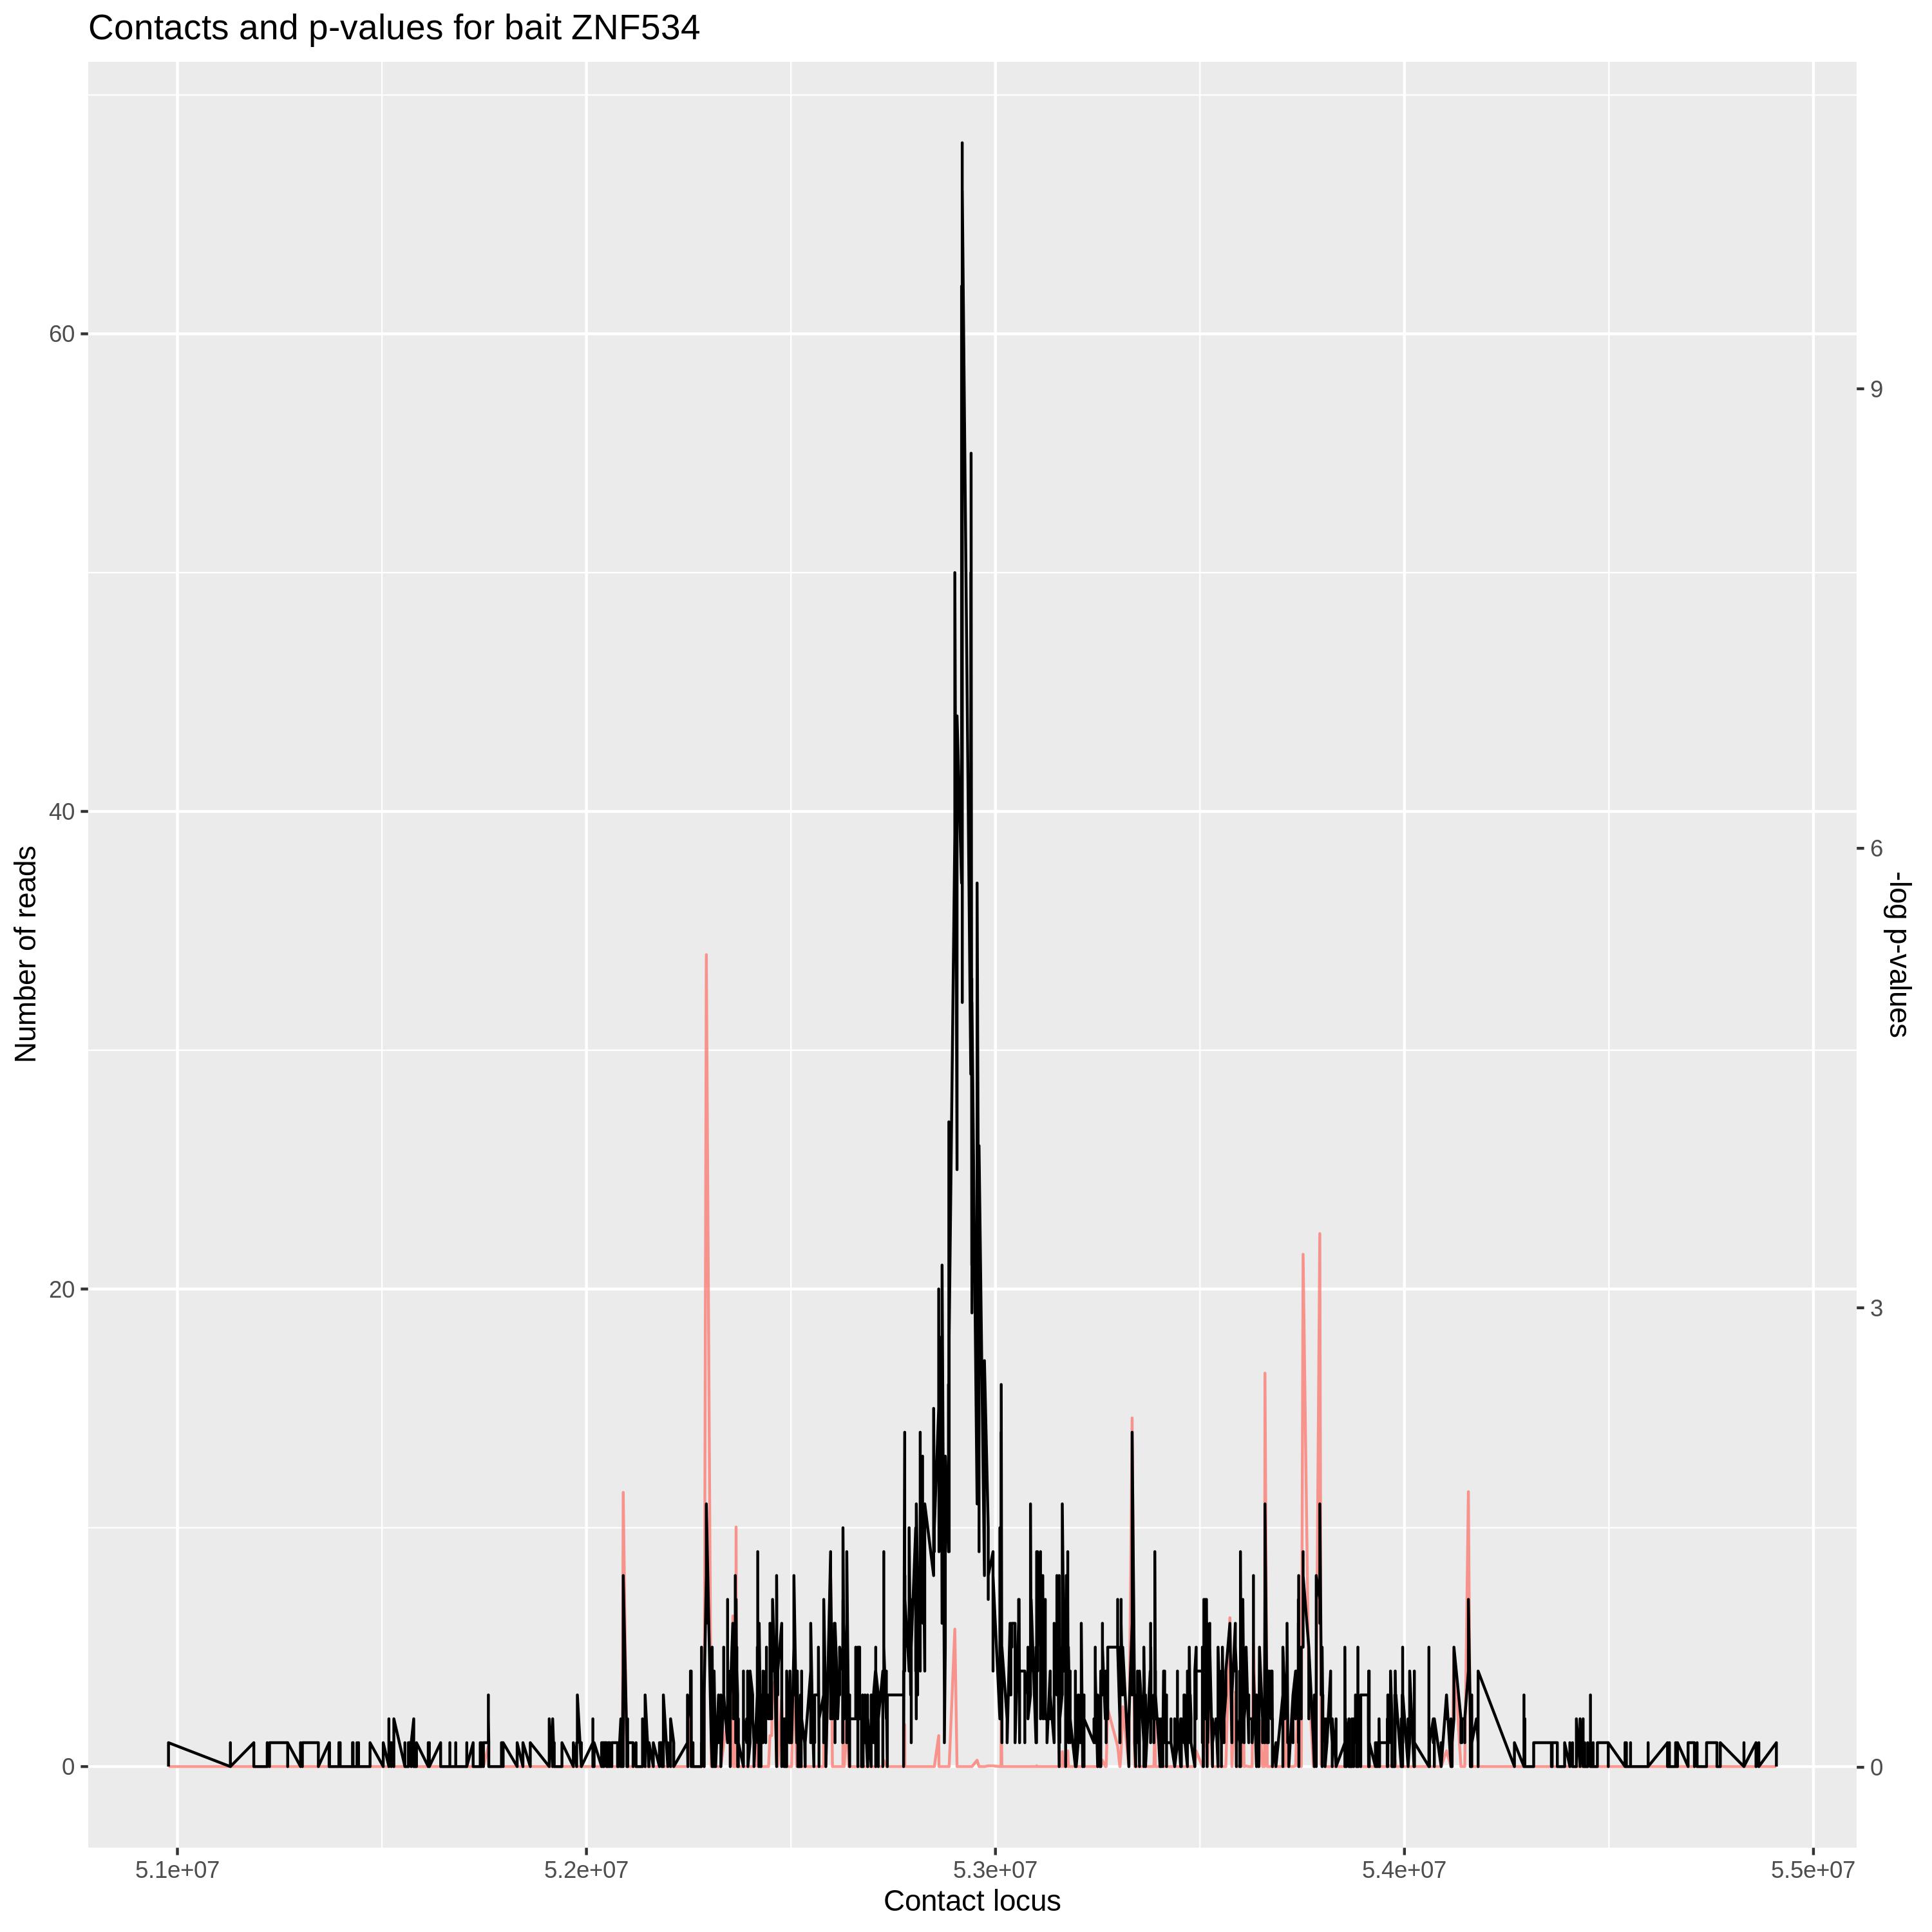 Contacts and p-values for bait ZNF534
60
40
20
0
Number of reads
9
6
3
0
-log p-values
5.1e+07 5.2e+07 5.3e+07 5.4e+07 5.5e+07
Contact locus